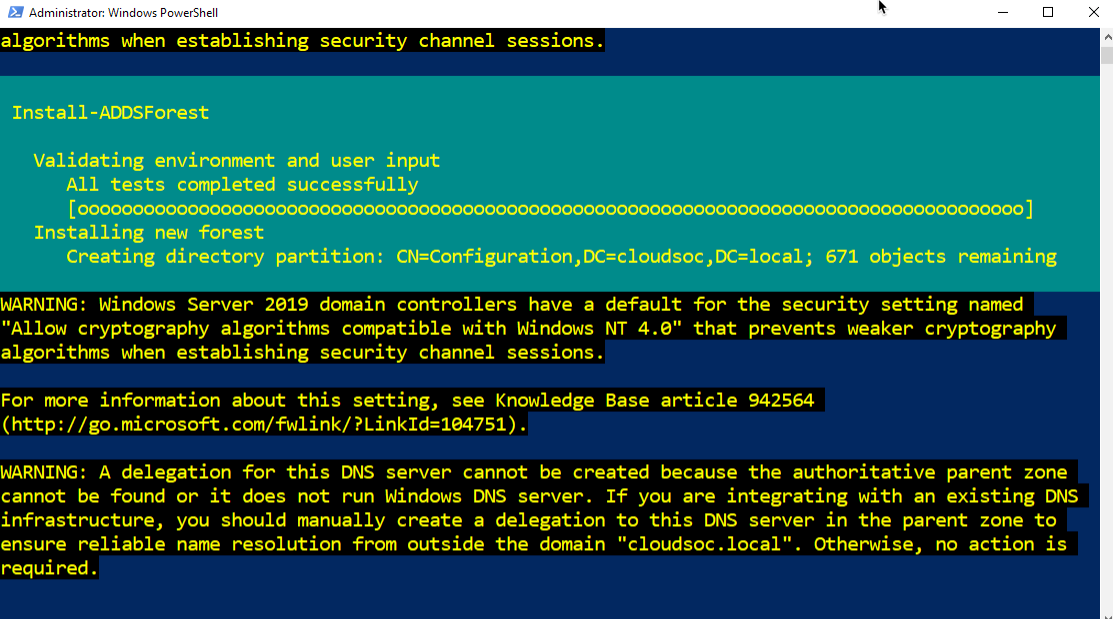 Administrator: Windows PowerShell
algorithms when establishing security channel sessions.
Install-ADDSForest
Validating environment and user input
All tests completed successfully
[oooooooooooooooooooooooooooooooooooooooooooooooooooooooooooooooooooooooooooooooooooooo]
Installing new forest
Creating directory partition: CN=Configuration,DC=cloudsoc,DC=local; 671 objects remaining
WARNING: Windows Server 2019 domain controllers have a default for the security setting named
"Allow cryptography algorithms compatible with Windows NT 4.0" that prevents weaker cryptography
algorithms when establishing security channel sessions.
For more information about this setting, see Knowledge Base article 942564
(http://go.microsoft.com/fwlink/?LinkId=104751).
WARNING: A delegation for this DNS server cannot be created because the authoritative parent zone
cannot be found or it does not run Windows DNS server. If you are integrating with an existing DNS
infrastructure, you should manually create a delegation to this DNS server in the parent zone to
ensure reliable name resolution from outside the domain "cloudsoc.local". Otherwise, no action is
required.